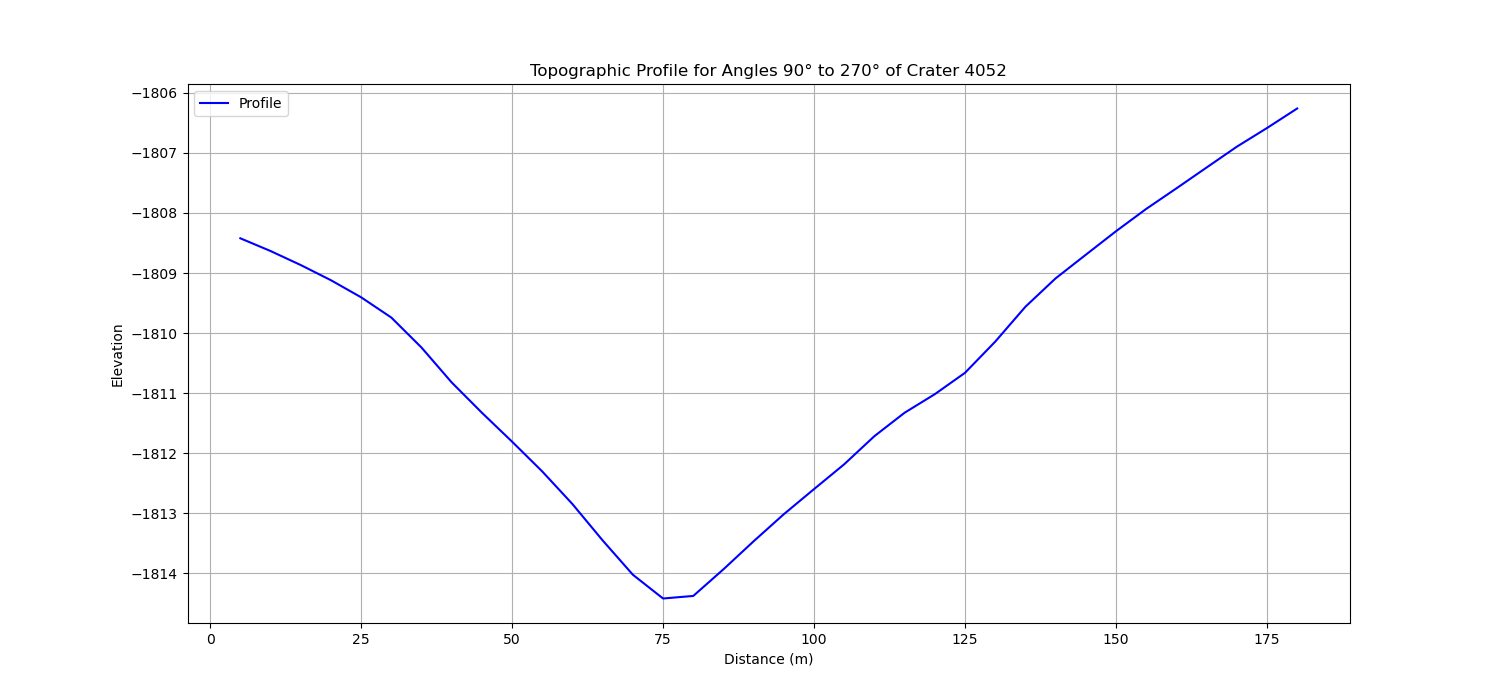 Topographic Profile for Angles 90° to 270° of Crater 4052
Profile
−1806
−1807
−1808
−1809
−1810
−1811
−1812
−1813
−1814
Elevation
0 25 50 75 100 125 150 175
Distance (m)